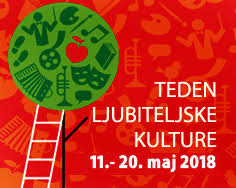 TEDEN
LJUBITELJSKE
KULTURE
11.- 20. maj 2018